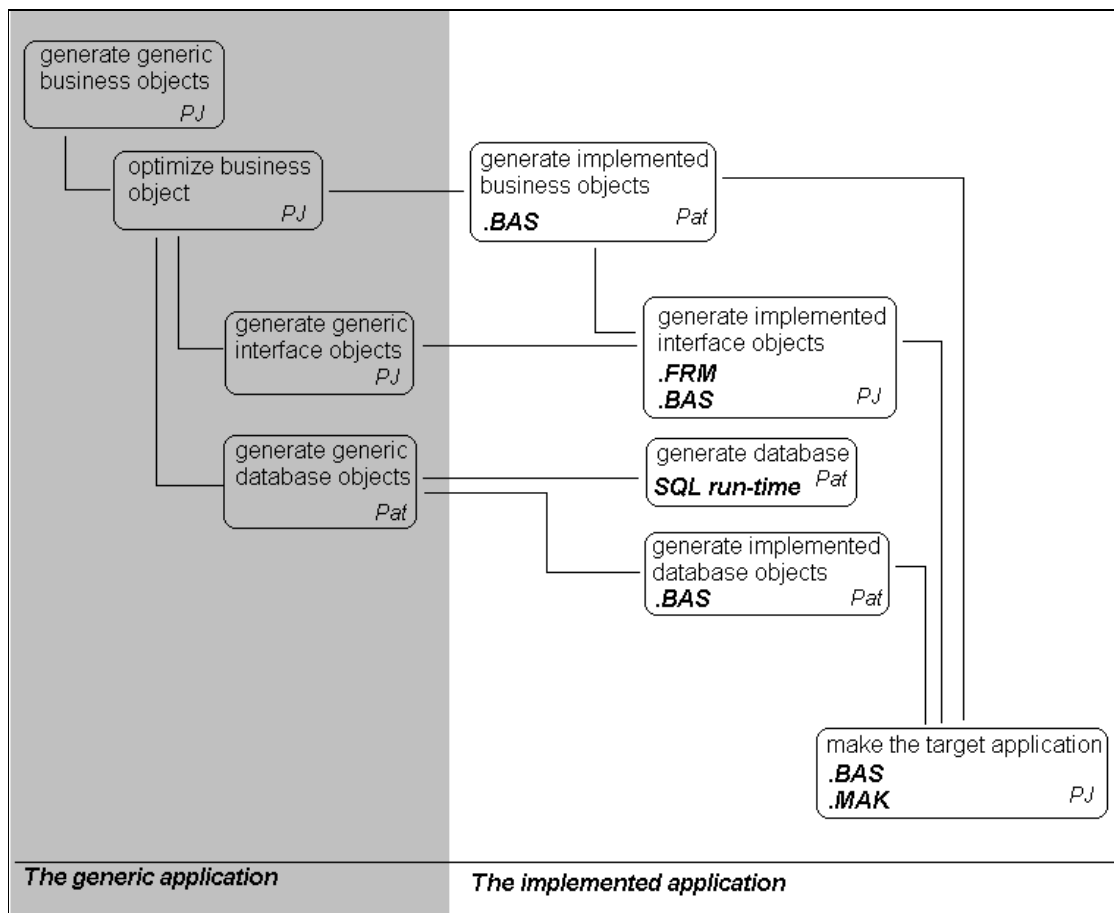 generate generic
business objects
PJ
optimize business
object
PJ
generate implemented
business objects
.BAS
Pat
generate generic
interface objects
PJ
generate implemented
interface objects
.FRM
.BAS
PJ
generate generic
database objects
Pat
generate database
SQL run-time
Pat
generate implemented
database objects
.BAS
Pat
make the target application
.BAS
.MAK
PJ
The generic application
The implemented application